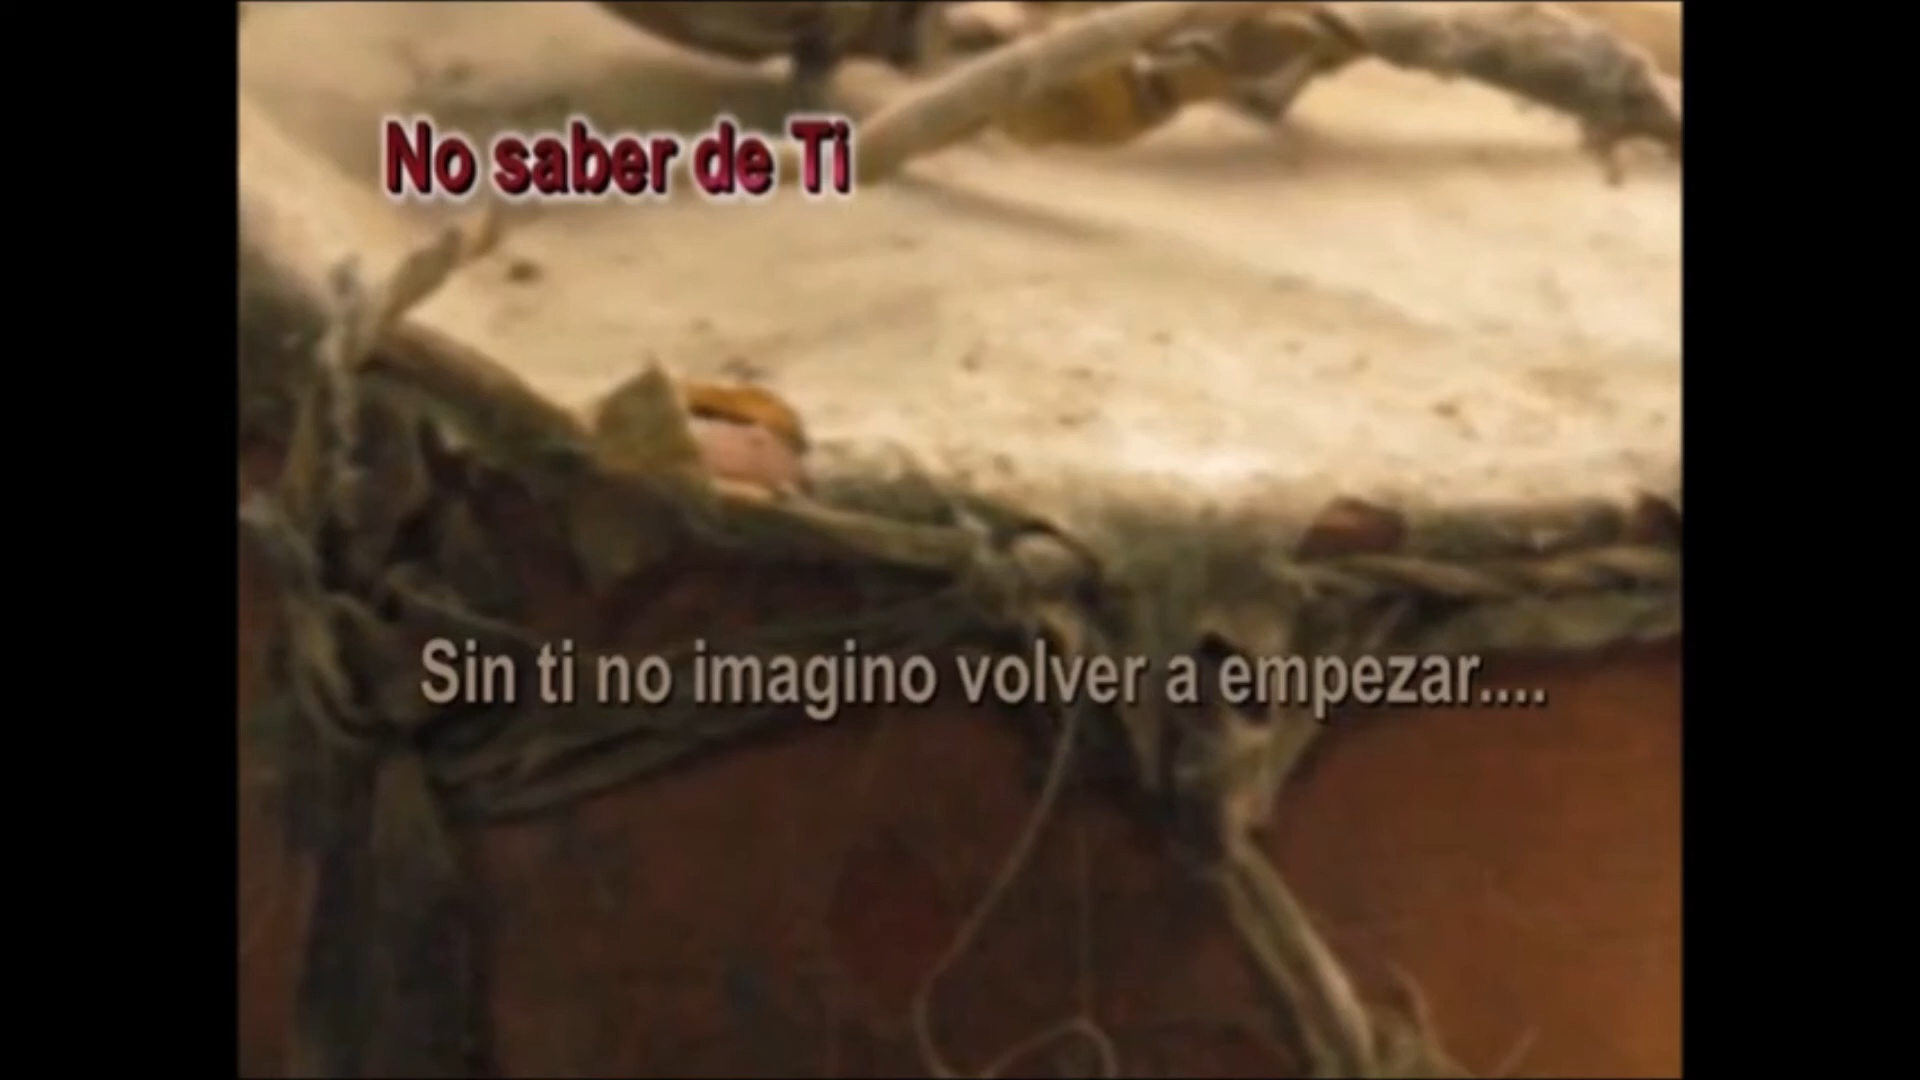 No saber de Ti
Sin ti no imagino volver a empezar....